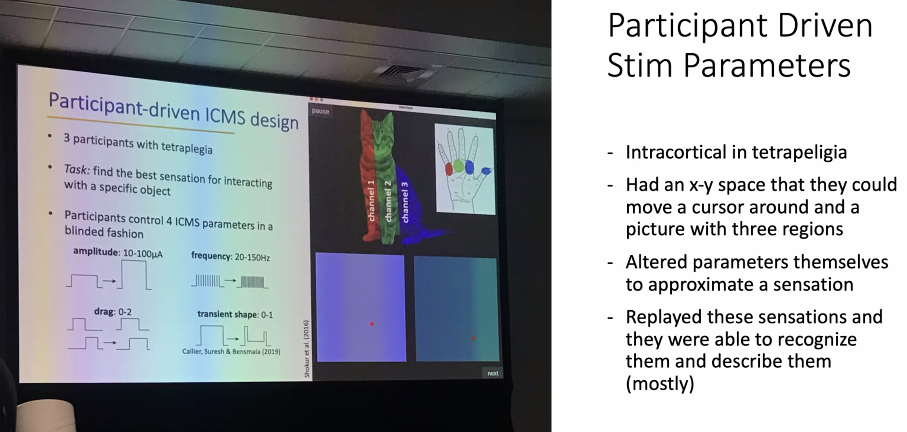 Participant-driven ICMS design
• 3 participants with tetraplegia
• Task: find the best sensation for interacting
with a specific object
• Participants control 4 ICMS parameters in a
blinded fashion
amplitude: 10-100µA
frequency: 20-150Hz
drag: 0-2
transient shape: 0-1
Callier, Suresh & Bensmaia (2019)
Shokur et al. (2016)
pause
channel 1
channel 2
channel 3
next
Participant Driven
Stim Parameters
- Intracortical in tetrapeligia
- Had an x-y space that they could
move a cursor around and a
picture with three regions
- Altered parameters themselves
to approximate a sensation
- Replayed these sensations and
they were able to recognize
them and describe them
(mostly)